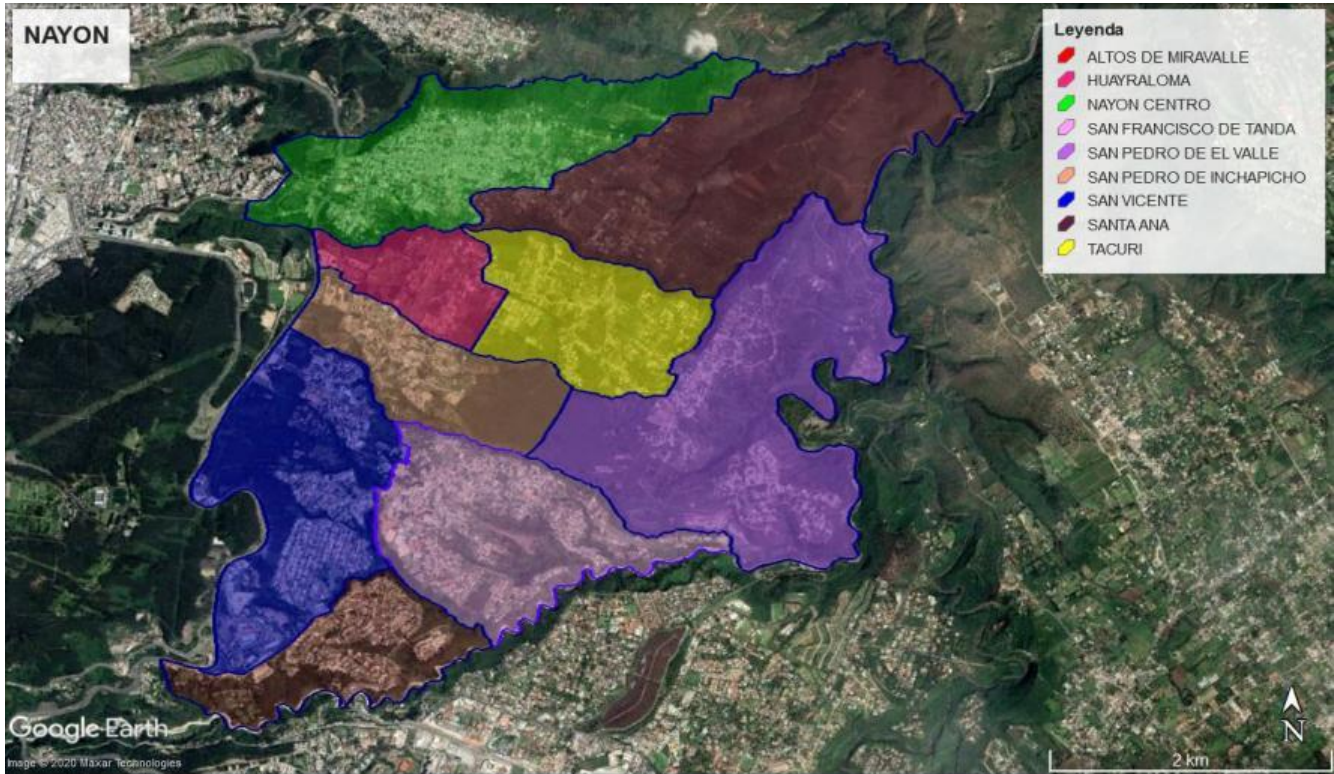 NAYON
Leyenda
ALTOS DE MIRAVALLE
HUAYRALOMA
NAYON CENTRO
SAN FRANCISCO DE TANDA
SAN PEDRO DE EL VALLE
SAN PEDRO DE INCHAPICHO
SAN VICENTE
SANTA ANA
TACURI
Google Earth
Image © 2020 Maxar Technologies
N
2 km